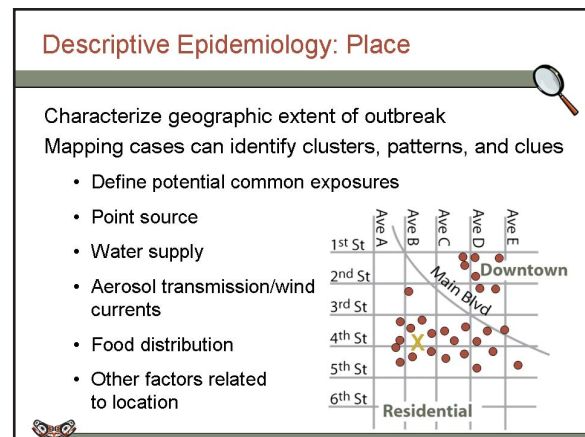 Descriptive Epidemiology: Place
Characterize geographic extent of outbreak
Mapping cases can identify clusters, patterns, and clues
• Define potential common exposures
• Point source
• Water supply
• Aerosol transmission/wind
currents
• Food distribution
• Other factors related
to location
Ave A
Ave B
Ave C
Ave D
Ave E
1st St
2nd St
3rd St
4th St
5th St
6th St
Main Blvd
Downtown
X
Residential